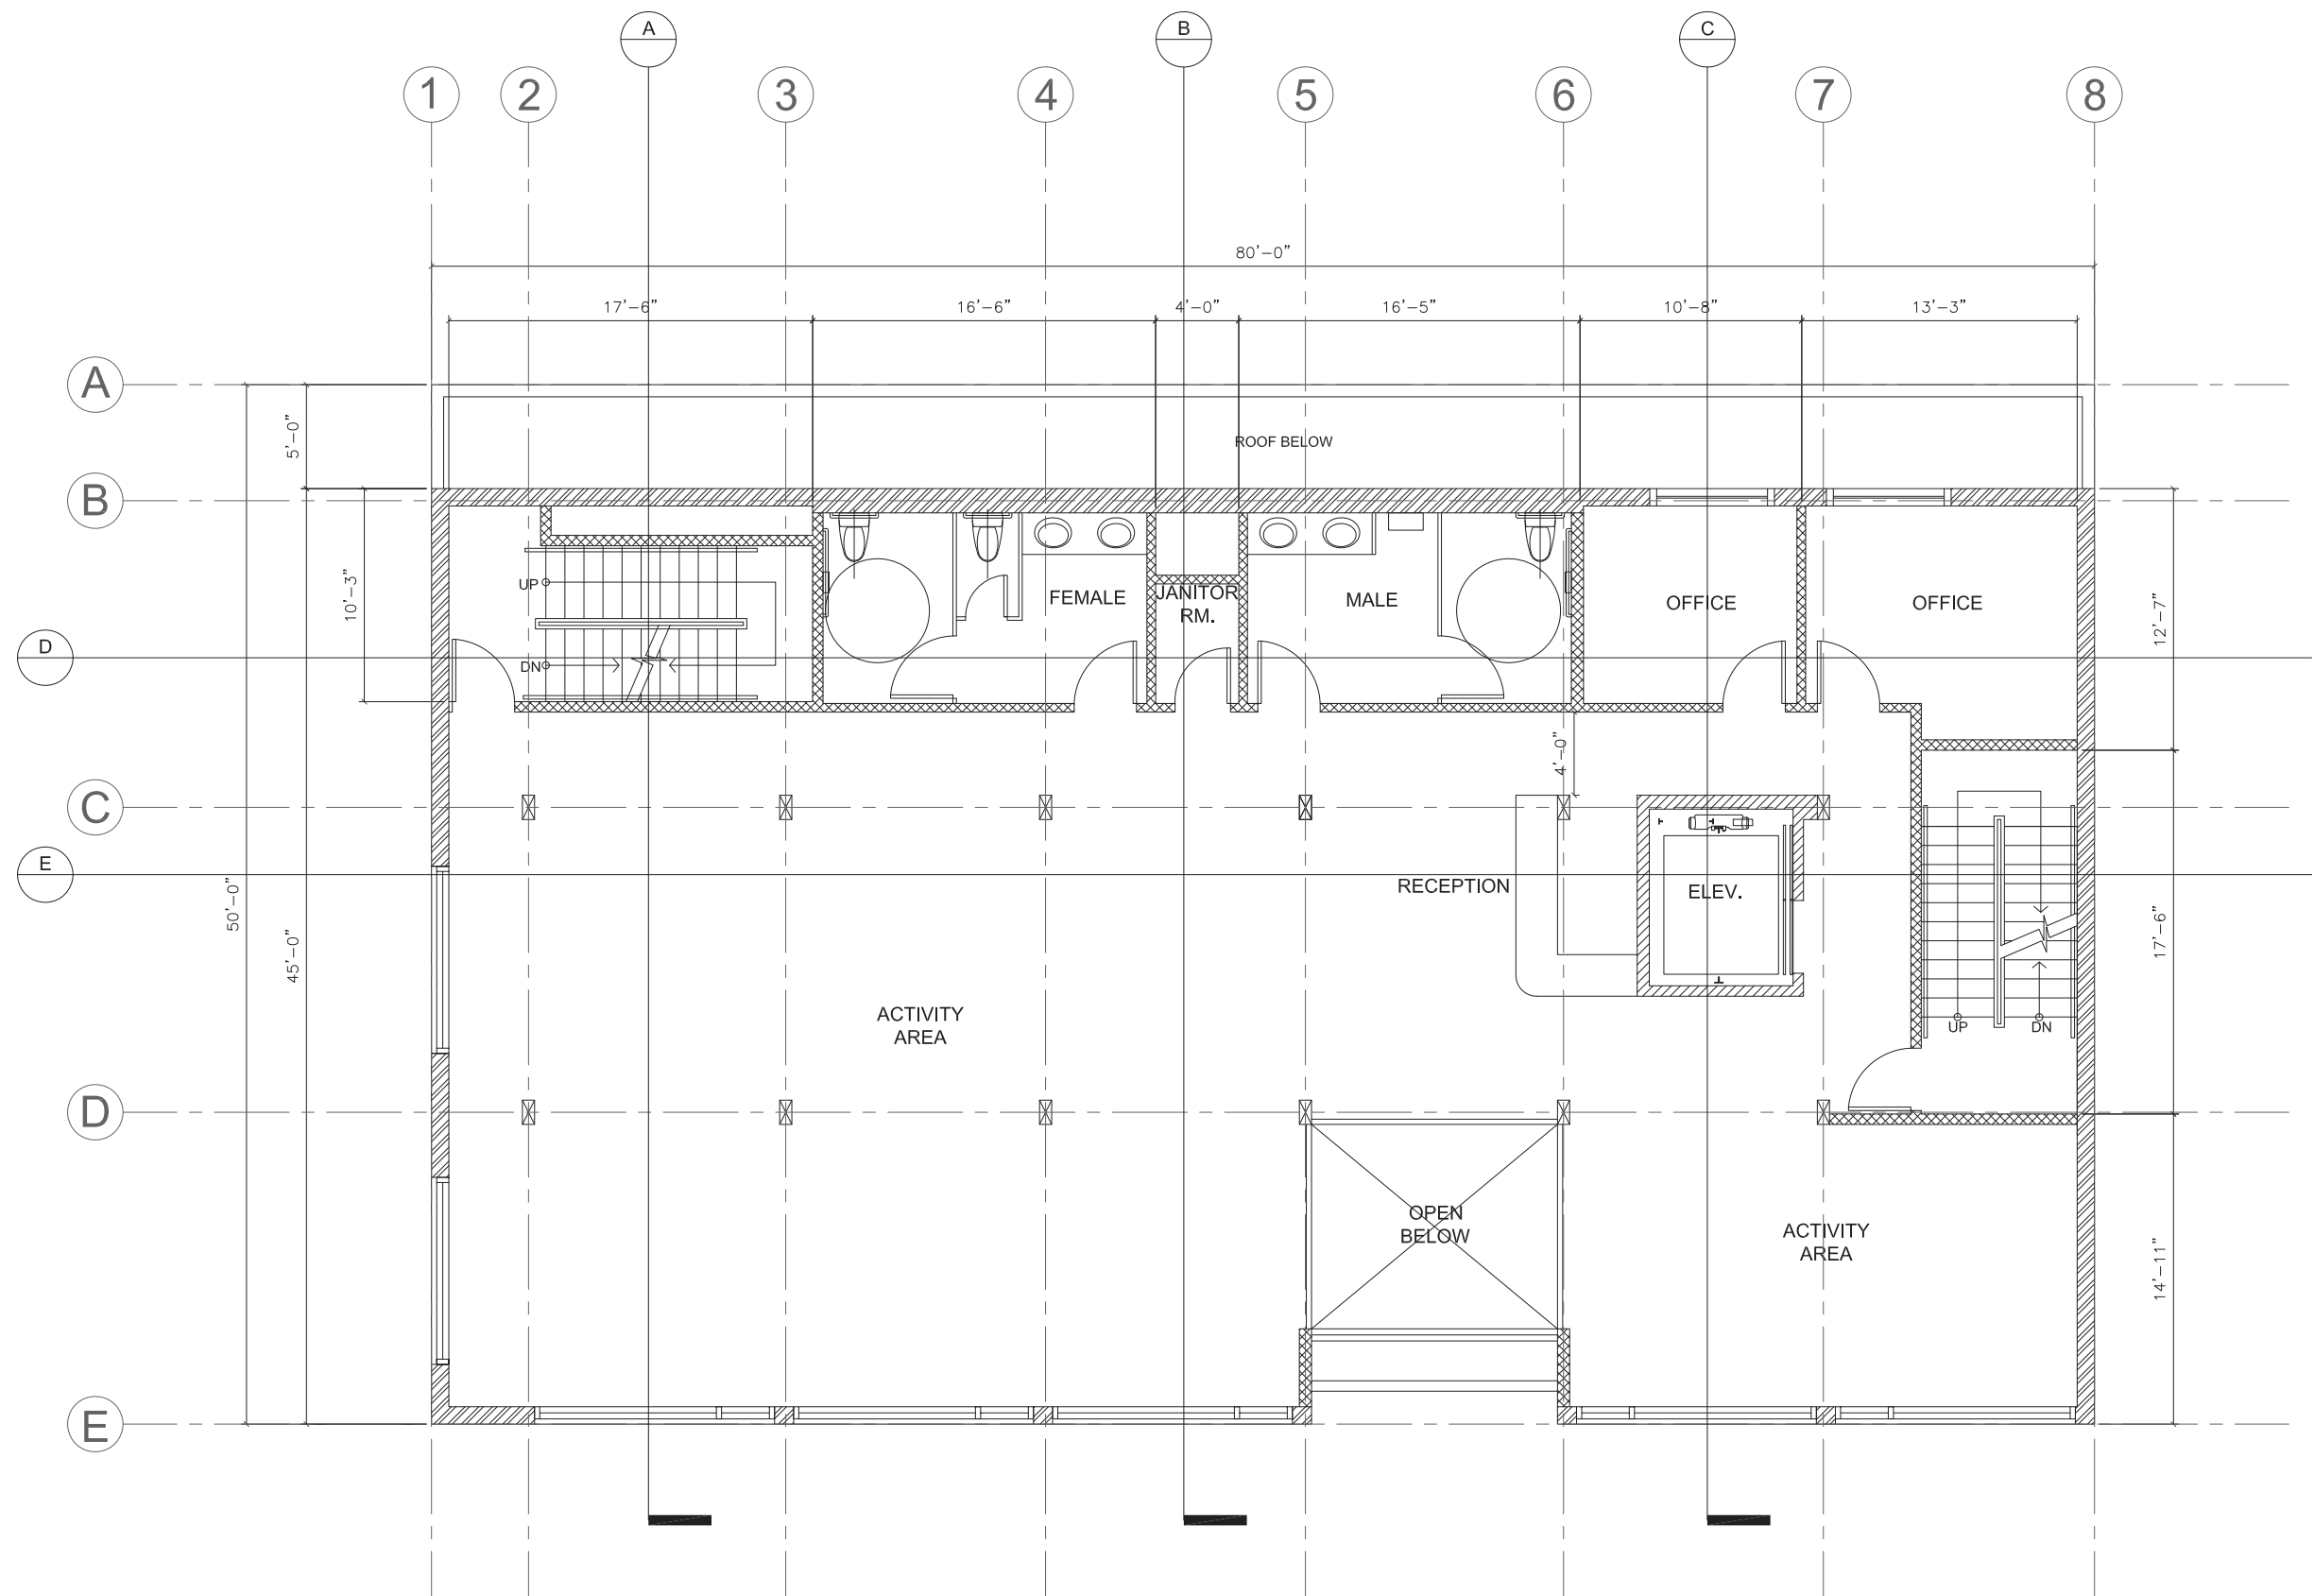 A
B
C
1
2
3
4
5
6
7
8
80'-0"
17'-6"
16'-6"
4'-0"
16'-5"
10'-8"
13'-3"
A
5'-0"
ROOF BELOW
B
10'-3"
UP
DN
FEMALE
JANITOR
RM.
MALE
OFFICE
OFFICE
12'-7"
D
4'-0"
C
E
50'-0"
45'-0"
RECEPTION
ELEV.
17'-6"
ACTIVITY
AREA
UP
DN
D
OPEN
BELOW
ACTIVITY
AREA
14'-11"
E